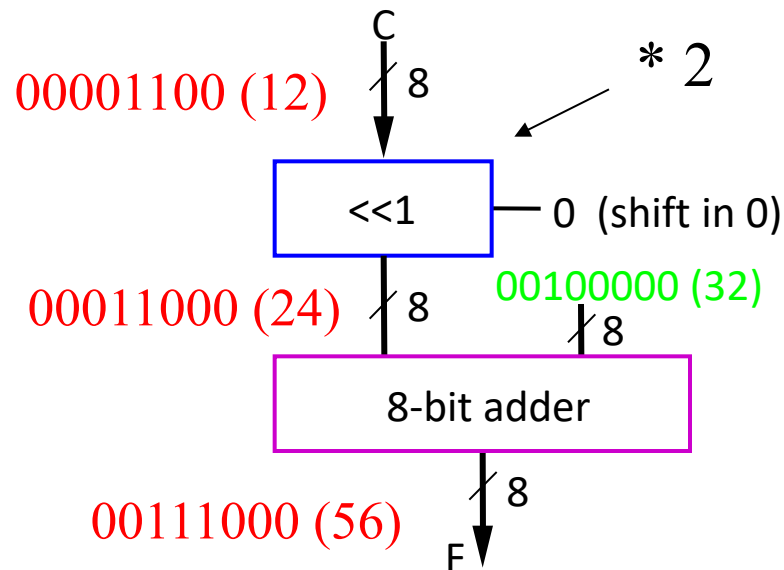 C
* 2
00001100 (12)
8
<<1
0 (shift in 0)
00100000 (32)
00011000 (24)
8
8
8-bit adder
8
00111000 (56)
F